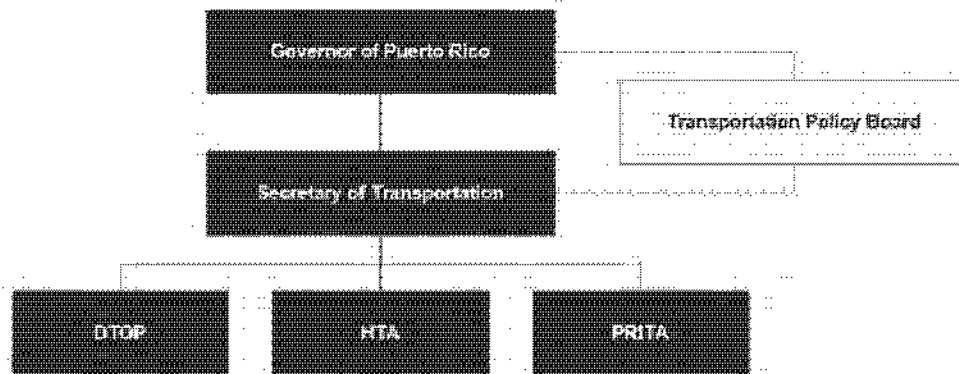 Governor of Puerto Rico
Transportation Policy Board
Secretary of Transportation
DTOP
HTA
PRITA